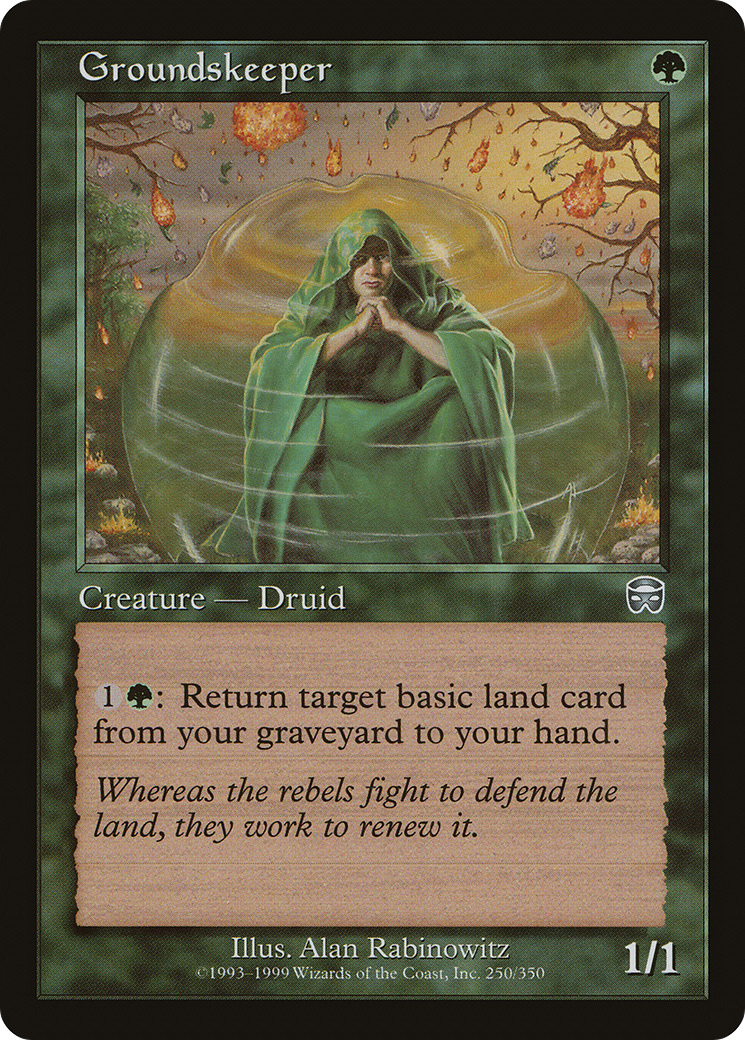 Groundskeeper
Creature — Druid
1: Return target basic land card
from your graveyard to your hand.
Whereas the rebels fight to defend the
land, they work to renew it.
Illus. Alan Rabinowitz
©1993–1999 Wizards of the Coast, Inc. 250/350
1/1